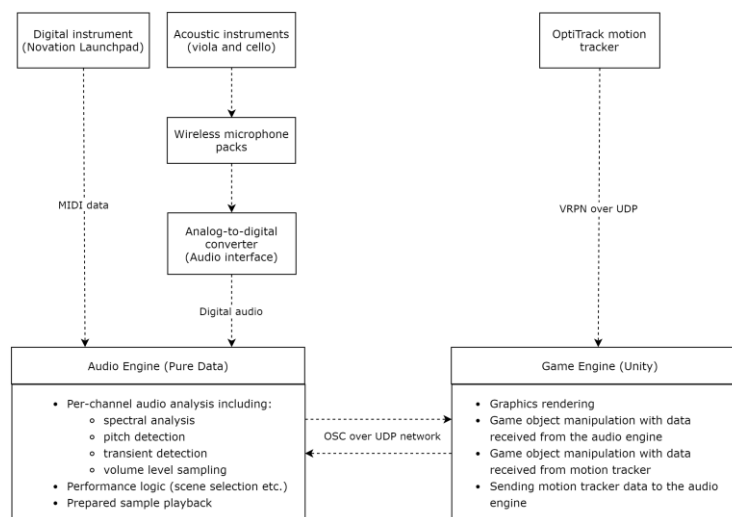 Digital instrument
(Novation Launchpad)
Acoustic instruments
(viola and cello)
OptiTrack motion
tracker
Wireless microphone
packs
MIDI data
VRPN over UDP
Analog-to-digital
converter
(Audio interface)
Digital audio
Audio Engine (Pure Data)
Per-channel audio analysis including:
spectral analysis
pitch detection
transient detection
volume level sampling
Performance logic (scene selection etc.)
Prepared sample playback
OSC over UDP network
Game Engine (Unity)
Graphics rendering
Game object manipulation with data
received from the audio engine
Game object manipulation with data
received from motion tracker
Sending motion tracker data to the audio
engine